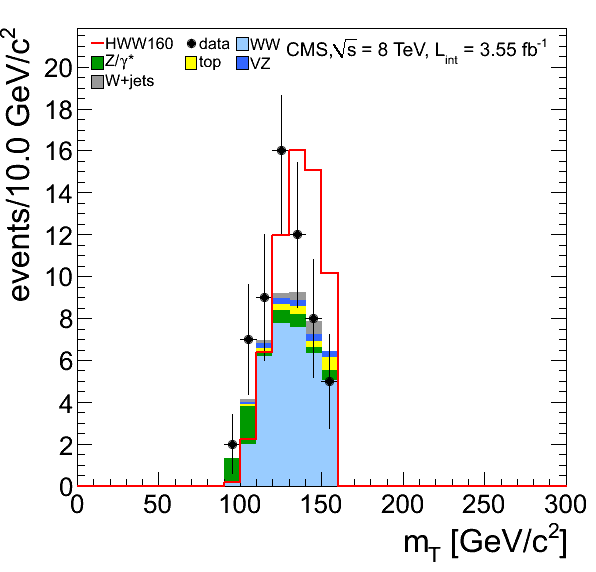 HWW160 data WW CMS,√s = 8 TeV, L_int = 3.55 fb⁻¹
Z/γ* top VZ
W+jets
events/10.0 GeV/c²
20
18
16
14
12
10
8
6
4
2
0
0 50 100 150 200 250 300
m_T [GeV/c²]